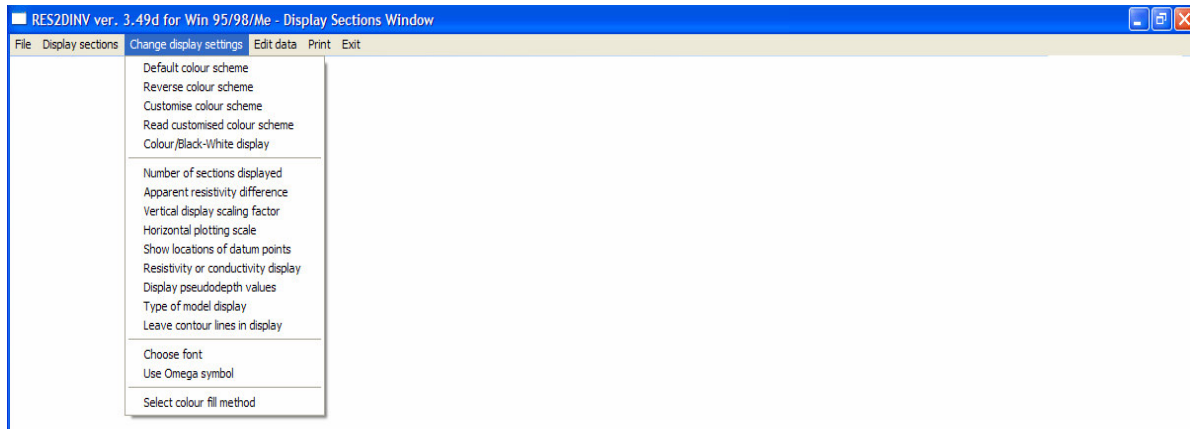 RES2DINV ver. 3.49d for Win 95/98/Me - Display Sections Window
File Display sections Change display settings Edit data Print Exit
Default colour scheme
Reverse colour scheme
Customise colour scheme
Read customised colour scheme
Colour/Black-White display
Number of sections displayed
Apparent resistivity difference
Vertical display scaling factor
Horizontal plotting scale
Show locations of datum points
Resistivity or conductivity display
Display pseudodepth values
Type of model display
Leave contour lines in display
Choose font
Use Omega symbol
Select colour fill method